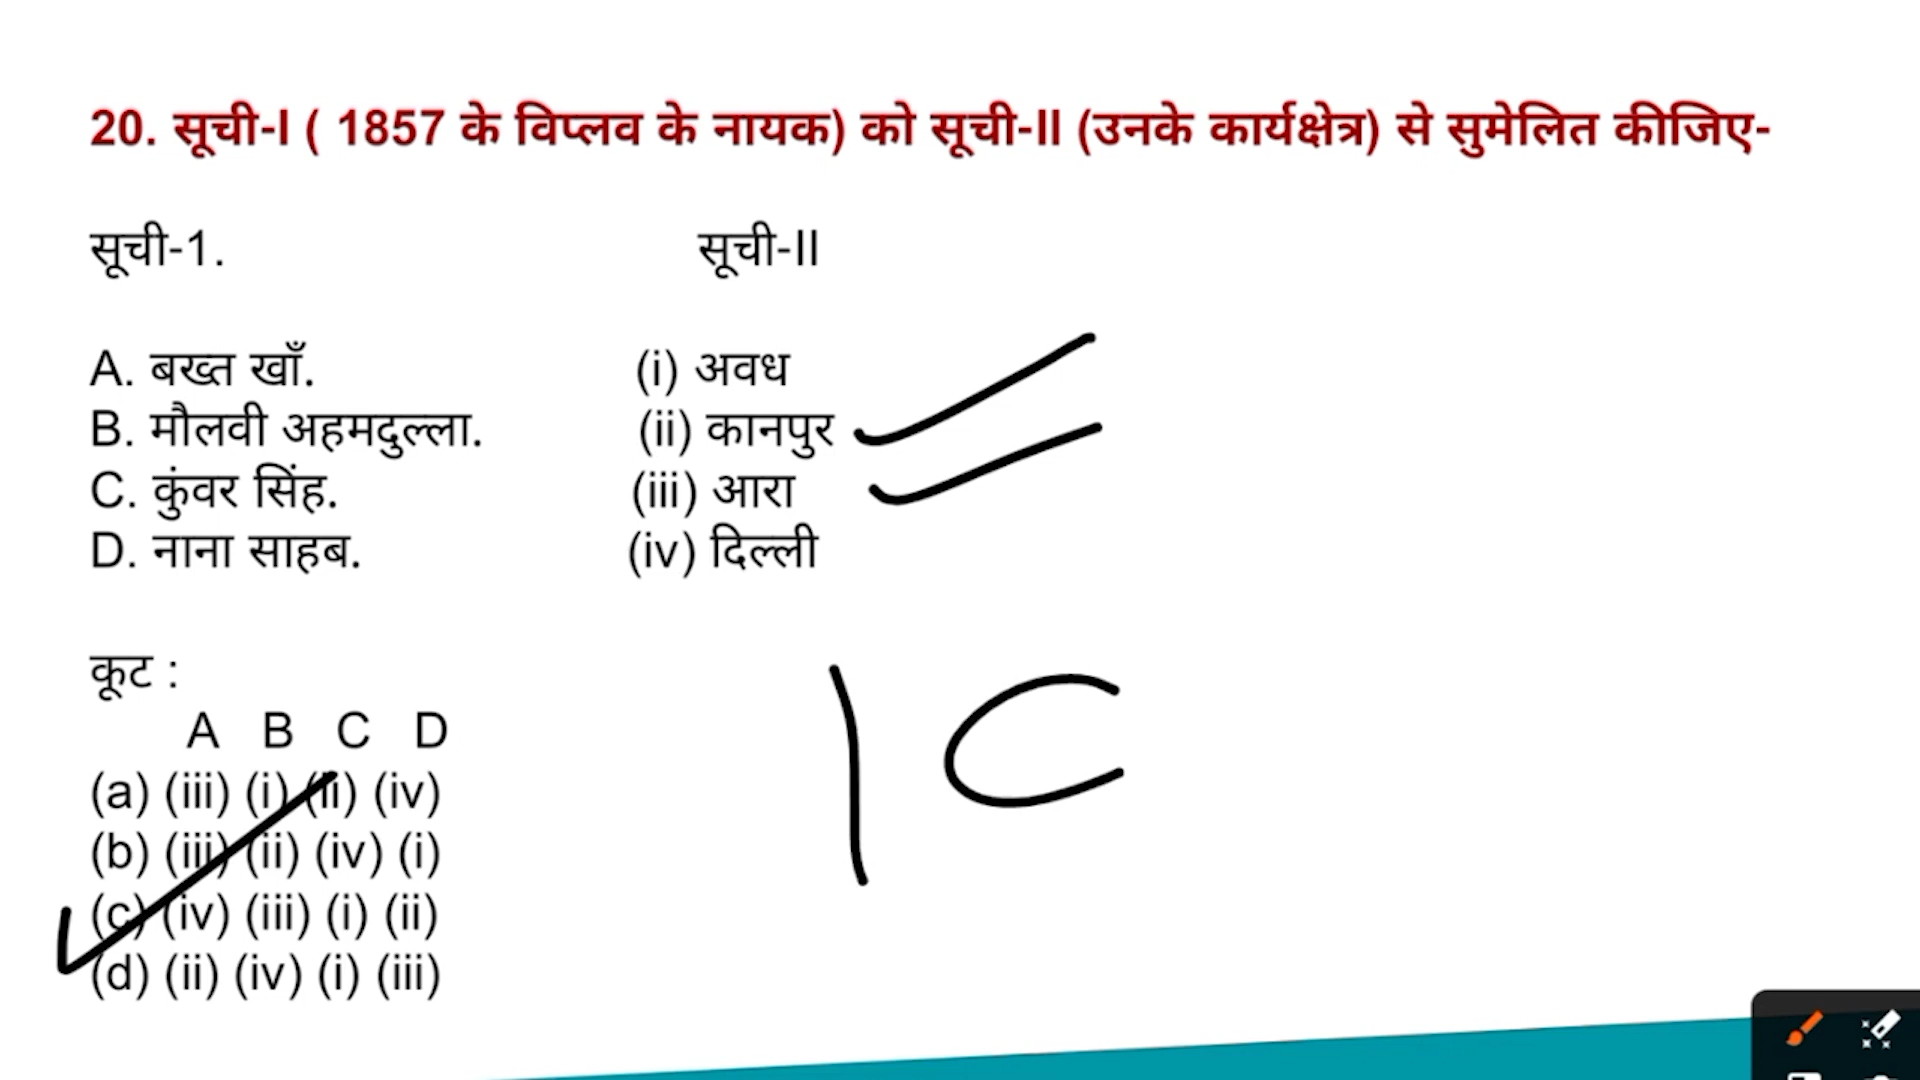 20. सूची-I ( 1857 के विप्लव के नायक) को सूची-II (उनके कार्यक्षेत्र) से सुमेलित कीजिए-
सूची-1. सूची-II
A. बख्त खाँ. (i) अवध
B. मौलवी अहमदुल्ला. (ii) कानपुर
C. कुंवर सिंह. (iii) आरा
D. नाना साहब. (iv) दिल्ली
कूट :
A B C D
(a) (iii) (i) (ii) (iv)
(b) (iii) (ii) (iv) (i)
(c) (iv) (iii) (i) (ii)
(d) (ii) (iv) (i) (iii)
1 C